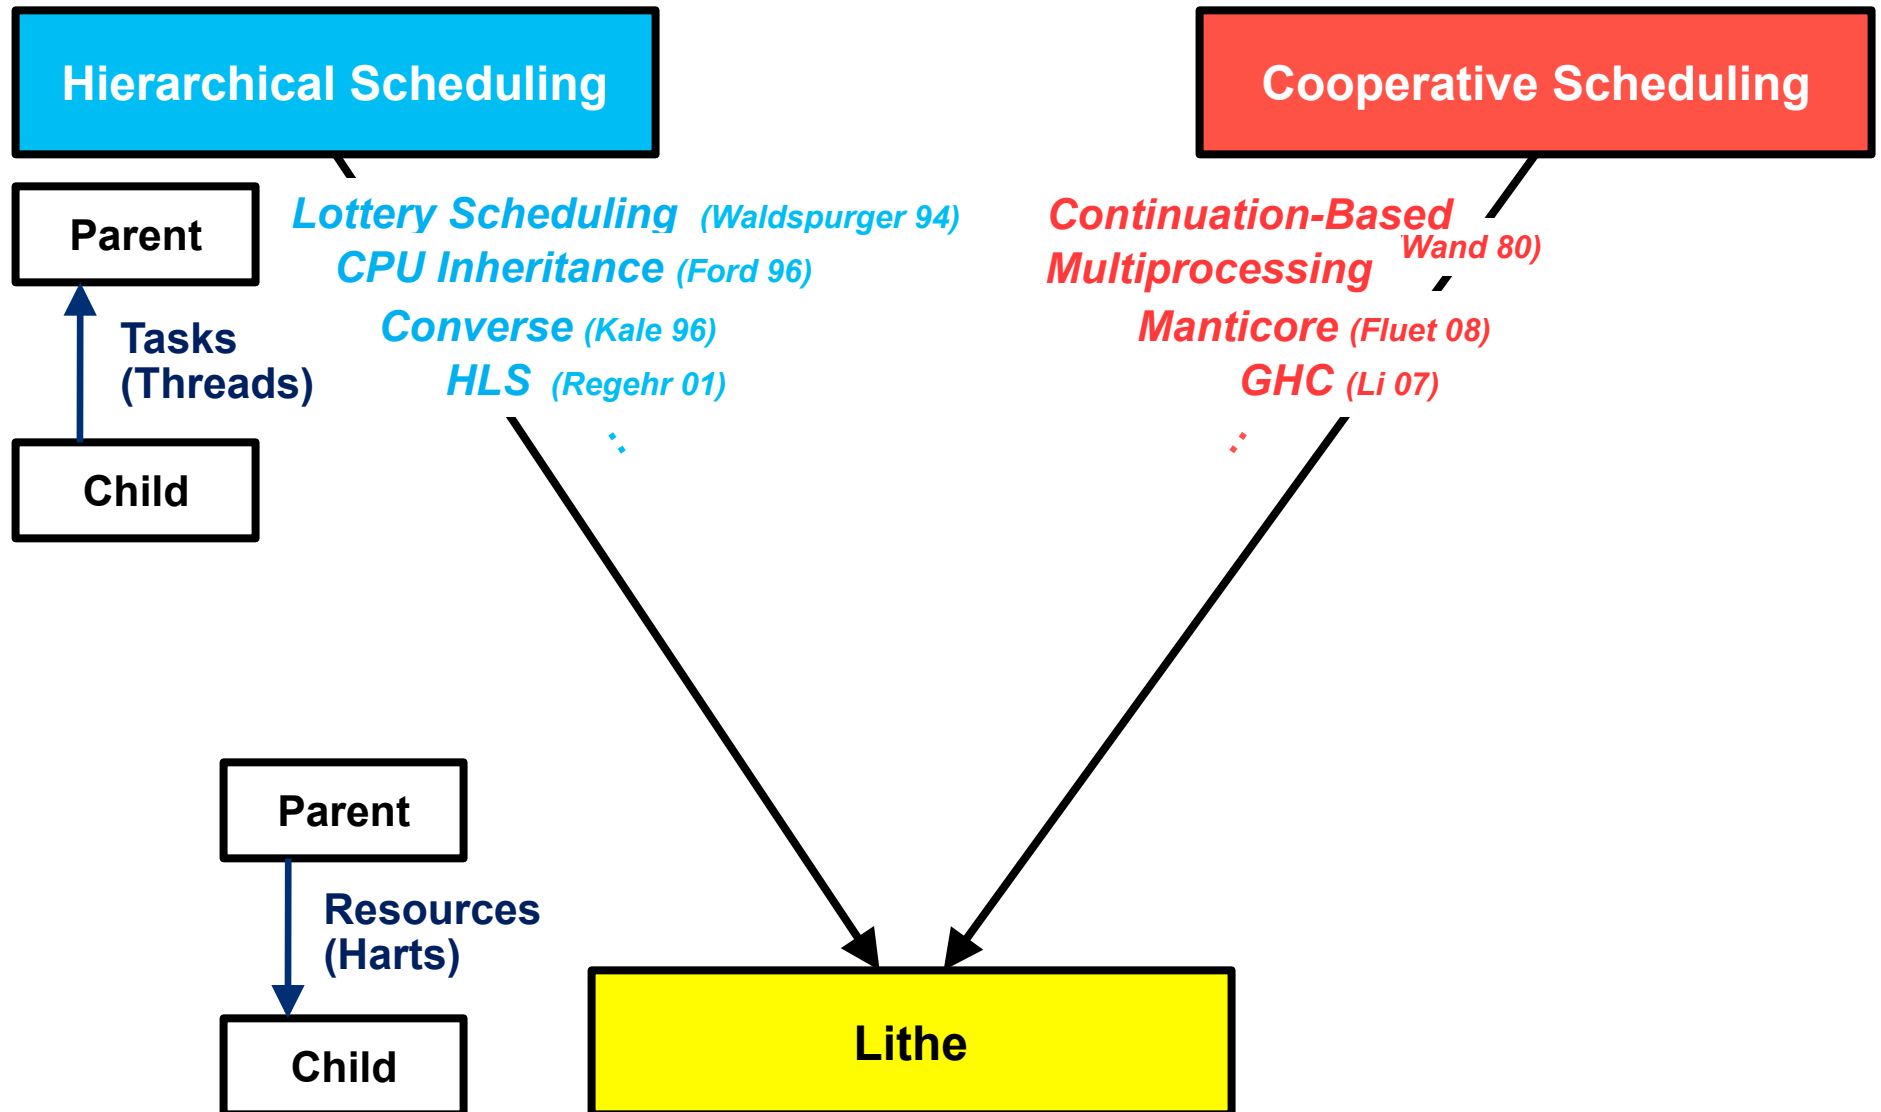 Hierarchical Scheduling
Cooperative Scheduling
Parent
Lottery Scheduling (Waldspurger 94)
CPU Inheritance (Ford 96)
Converse (Kale 96)
HLS (Regehr 01)
...
Continuation-Based
Multiprocessing Wand 80)
Manticore (Fluet 08)
GHC (Li 07)
...
Tasks
(Threads)
Child
Parent
Resources
(Harts)
Child
Lithe